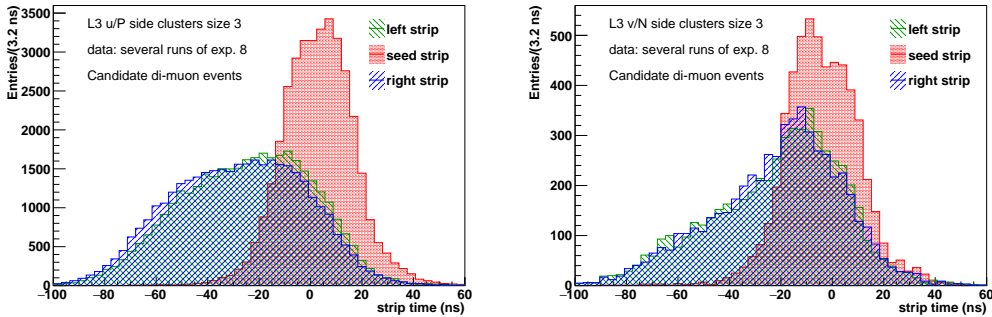 L3 u/P side clusters size 3
data: several runs of exp. 8
Candidate di-muon events
left strip
seed strip
right strip
Entries/(3.2 ns)
3500
3000
2500
2000
1500
1000
500
0
−100 −80 −60 −40 −20 0 20 40 60
strip time (ns)
L3 v/N side clusters size 3
data: several runs of exp. 8
Candidate di-muon events
left strip
seed strip
right strip
Entries/(3.2 ns)
500
400
300
200
100
0
−100 −80 −60 −40 −20 0 20 40 60
strip time (ns)